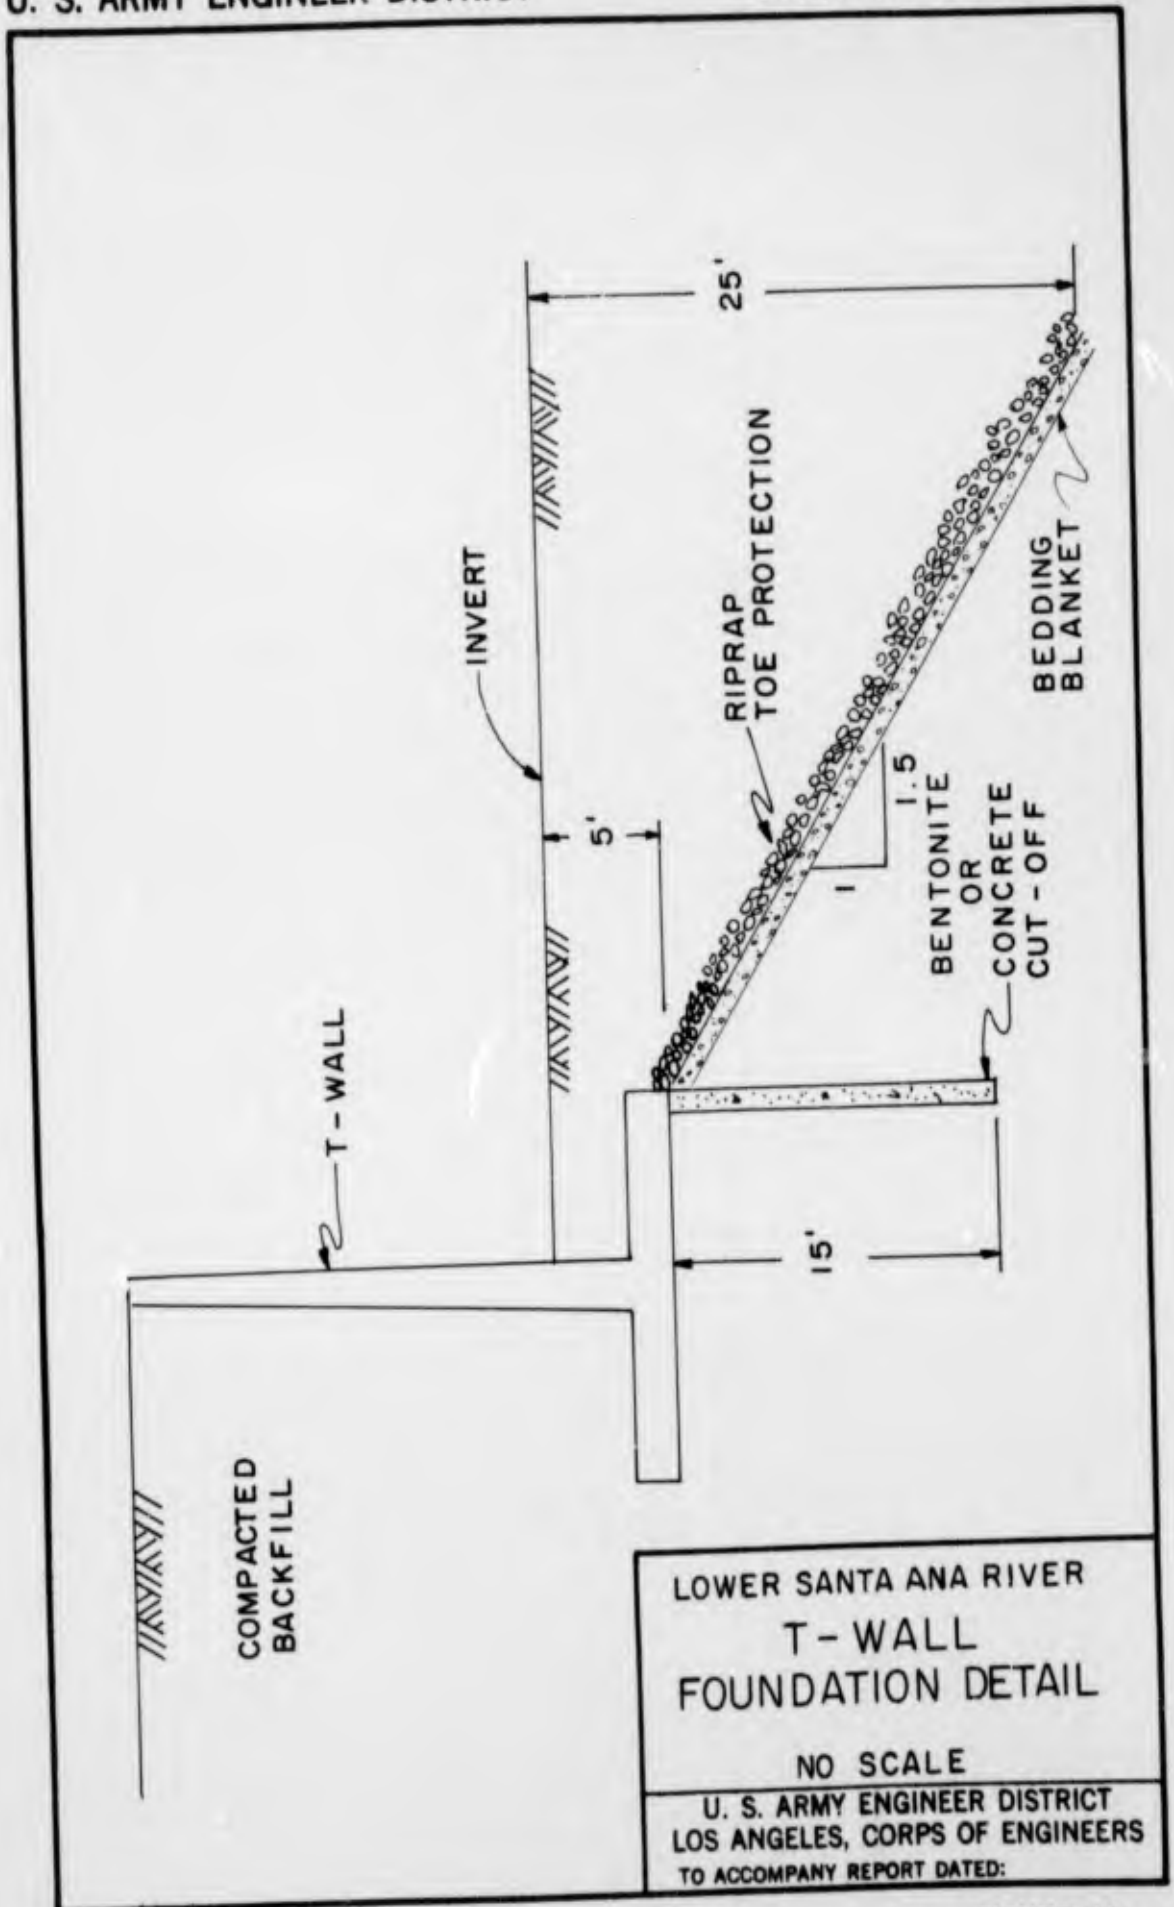 U. S. ARMY ENGINEER DISTRICT
25'
INVERT
RIPRAP
TOE PROTECTION
5'
BEDDING
BLANKET
1.5
1
BENTONITE
OR
CONCRETE
CUT-OFF
T-WALL
15'
COMPACTED
BACKFILL
LOWER SANTA ANA RIVER
T-WALL
FOUNDATION DETAIL
NO SCALE
U. S. ARMY ENGINEER DISTRICT
LOS ANGELES, CORPS OF ENGINEERS
TO ACCOMPANY REPORT DATED: